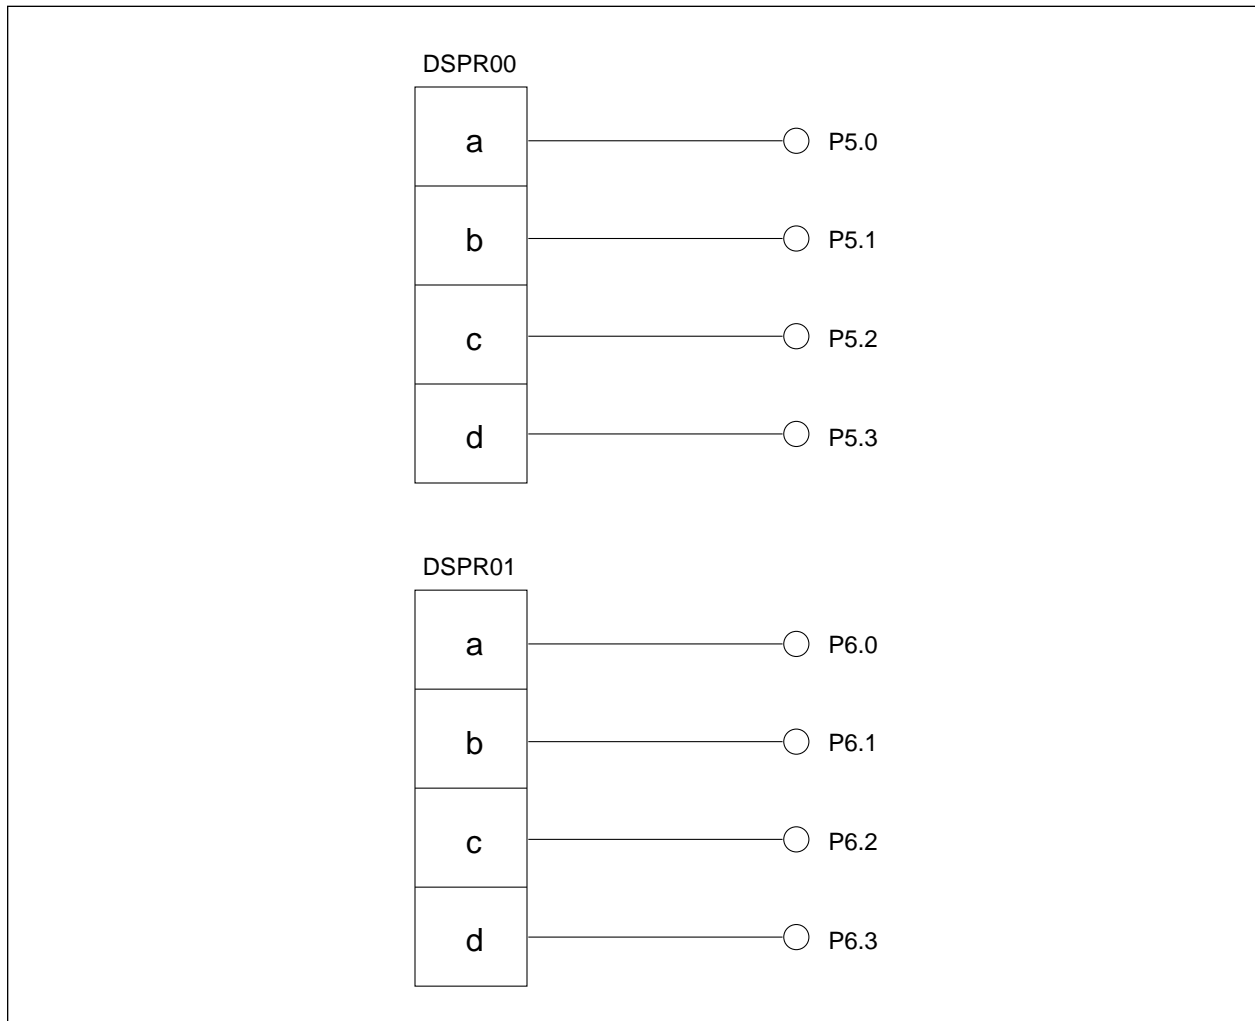 DSPR00
a P5.0
b P5.1
c P5.2
d P5.3
DSPR01
a P6.0
b P6.1
c P6.2
d P6.3